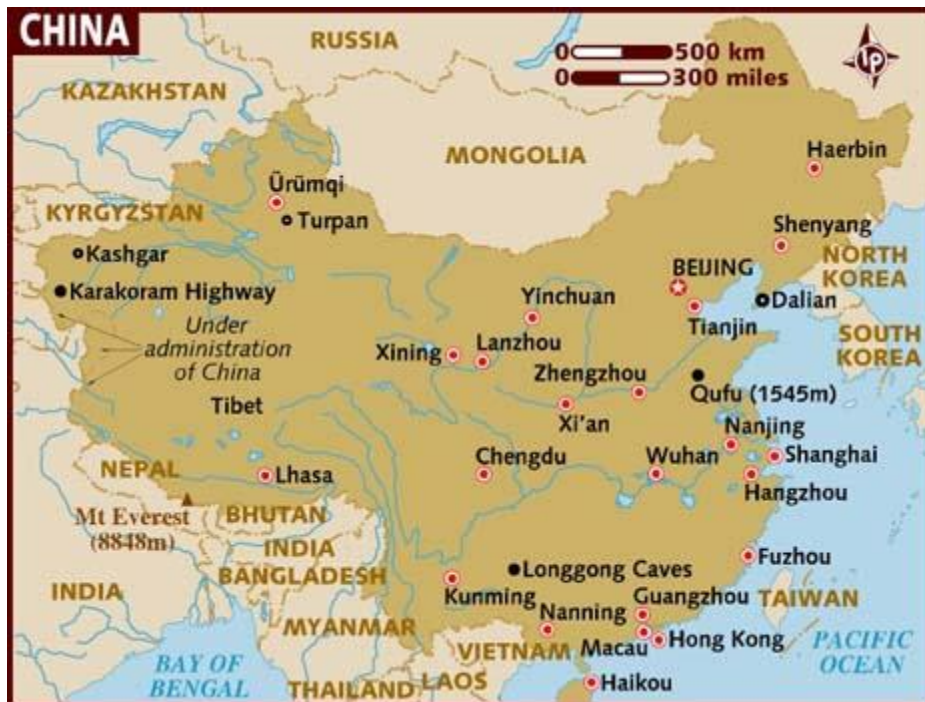 CHINA
RUSSIA
0 500 km
0 300 miles
lp
KAZAKHSTAN
MONGOLIA
Haerbin
Ürümqi
KYRGYZSTAN
Turpan
Shenyang
Kashgar
NORTH
KOREA
BEIJING
Karakoram Highway
Yinchuan
Dalian
Under
administration
of China
Tianjin
SOUTH
KOREA
Xining
Lanzhou
Zhengzhou
Qufu (1545m)
Tibet
Xi'an
Nanjing
NEPAL
Lhasa
Chengdu
Wuhan
Shanghai
Hangzhou
Mt Everest
(8848m)
BHUTAN
INDIA
Fuzhou
BANGLADESH
Longgong Caves
INDIA
Kunming
Guangzhou
TAIWAN
Nanning
MYANMAR
VIETNAM
Macau
Hong Kong
PACIFIC
OCEAN
BAY OF
BENGAL
THAILAND
LAOS
Haikou